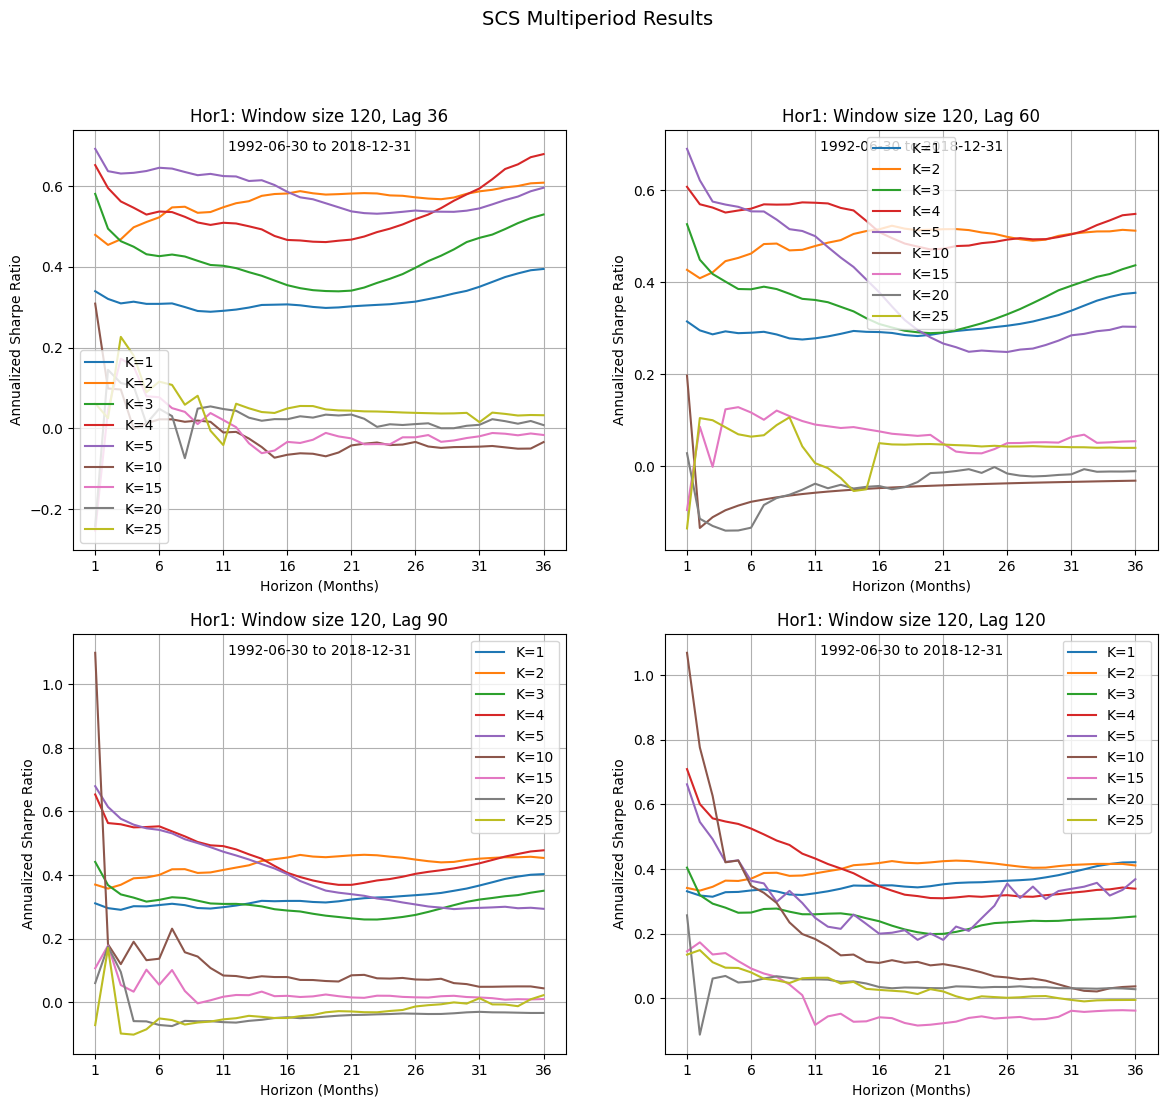 SCS Multiperiod Results
Hor1: Window size 120, Lag 36
1992-06-30 to 2018-12-31
Annualized Sharpe Ratio
0.6
0.4
0.2
0.0
−0.2
K=1
K=2
K=3
K=4
K=5
K=10
K=15
K=20
K=25
1 6 11 16 21 26 31 36
Horizon (Months)
Hor1: Window size 120, Lag 60
1992-06-30 to 2018-12-31
Annualized Sharpe Ratio
0.6
0.4
0.2
0.0
K=1
K=2
K=3
K=4
K=5
K=10
K=15
K=20
K=25
1 6 11 16 21 26 31 36
Horizon (Months)
Hor1: Window size 120, Lag 90
1992-06-30 to 2018-12-31
Annualized Sharpe Ratio
1.0
0.8
0.6
0.4
0.2
0.0
K=1
K=2
K=3
K=4
K=5
K=10
K=15
K=20
K=25
1 6 11 16 21 26 31 36
Horizon (Months)
Hor1: Window size 120, Lag 120
1992-06-30 to 2018-12-31
Annualized Sharpe Ratio
1.0
0.8
0.6
0.4
0.2
0.0
K=1
K=2
K=3
K=4
K=5
K=10
K=15
K=20
K=25
1 6 11 16 21 26 31 36
Horizon (Months)